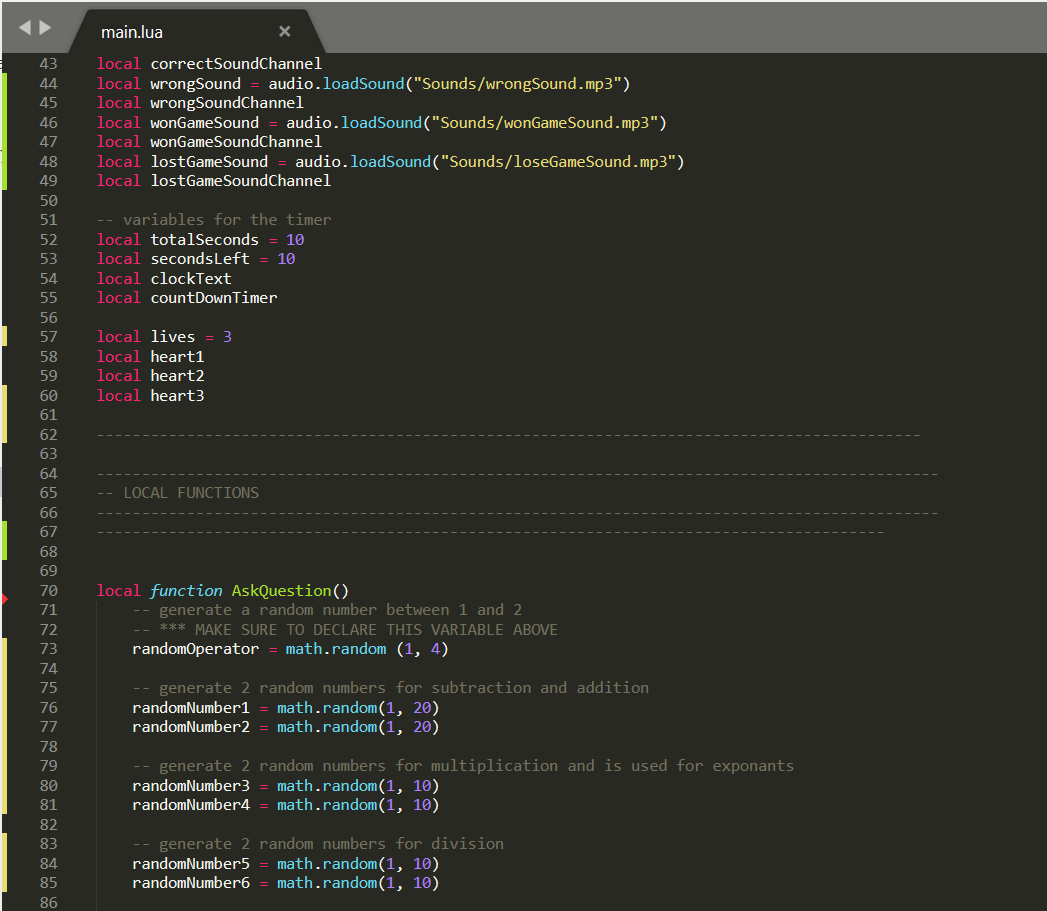 main.lua ×
43 local correctSoundChannel
44 local wrongSound = audio.loadSound("Sounds/wrongSound.mp3")
45 local wrongSoundChannel
46 local wonGameSound = audio.loadSound("Sounds/wonGameSound.mp3")
47 local wonGameSoundChannel
48 local lostGameSound = audio.loadSound("Sounds/loseGameSound.mp3")
49 local lostGameSoundChannel
50
51 -- variables for the timer
52 local totalSeconds = 10
53 local secondsLeft = 10
54 local clockText
55 local countDownTimer
56
57 local lives = 3
58 local heart1
59 local heart2
60 local heart3
61
62 -------------------------------------------------------------------------------------------
63
64 ---------------------------------------------------------------------------------------------
65 -- LOCAL FUNCTIONS
66 ---------------------------------------------------------------------------------------------
67 ---------------------------------------------------------------------------------------
68
69
70 local function AskQuestion()
71     -- generate a random number between 1 and 2
72     -- *** MAKE SURE TO DECLARE THIS VARIABLE ABOVE
73     randomOperator = math.random (1, 4)
74
75     -- generate 2 random numbers for subtraction and addition
76     randomNumber1 = math.random(1, 20)
77     randomNumber2 = math.random(1, 20)
78
79     -- generate 2 random numbers for multiplication and is used for exponants
80     randomNumber3 = math.random(1, 10)
81     randomNumber4 = math.random(1, 10)
82
83     -- generate 2 random numbers for division
84     randomNumber5 = math.random(1, 10)
85     randomNumber6 = math.random(1, 10)
86